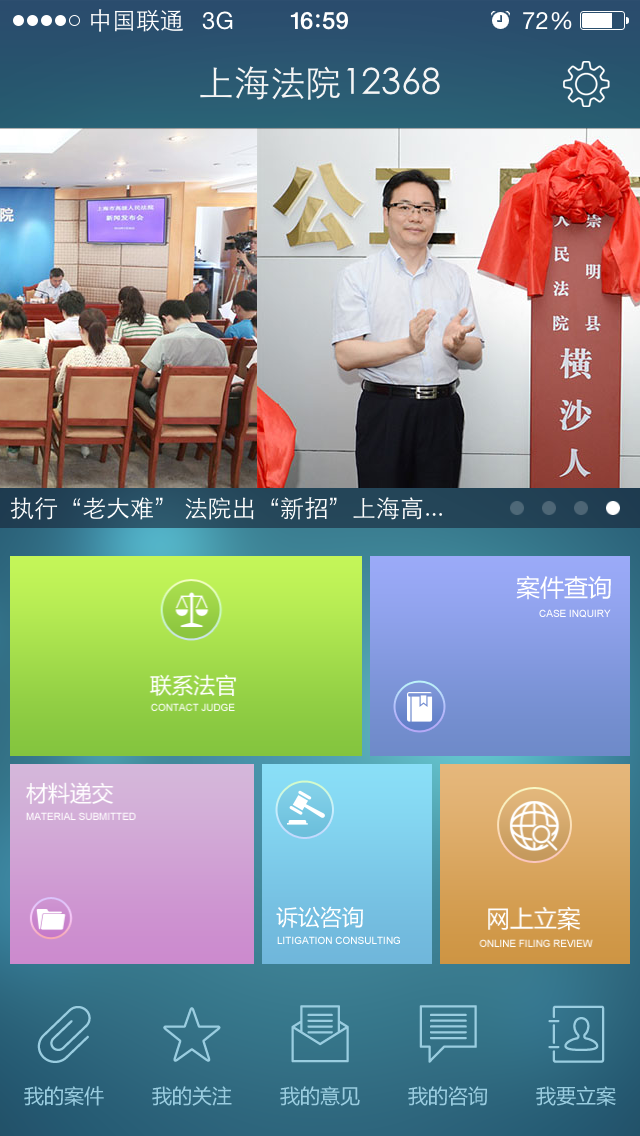 中国联通 3G 16:59 72%
上海法院12368
院
上海市高级人民法院
新闻发布会
公正
崇明县
人民法院
横沙人
执行“老大难” 法院出“新招”上海高...
联系法官
CONTACT JUDGE
案件查询
CASE INQUIRY
材料递交
MATERIAL SUBMITTED
诉讼咨询
LITIGATION CONSULTING
网上立案
ONLINE FILING REVIEW
我的案件 我的关注 我的意见 我的咨询 我要立案